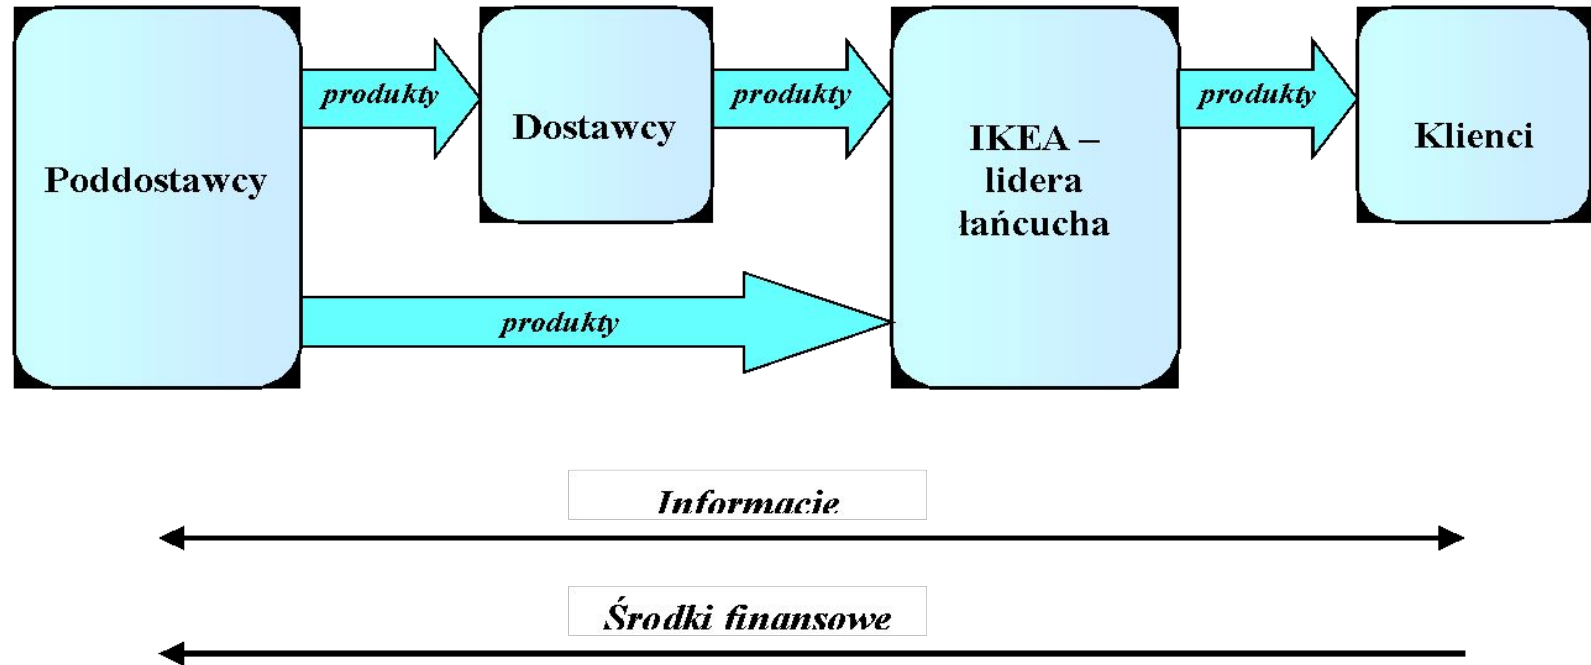 produkty
produkty
produkty
Poddostawcy
Dostawcy
IKEA –
lidera
łańcucha
Klienci
produkty
Informacje
Środki finansowe